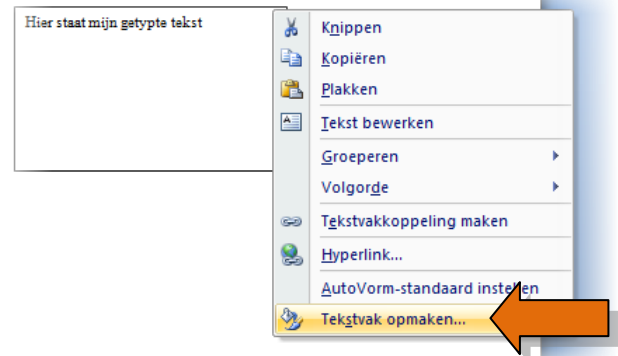 Hier staat mijn getypte tekst
Knippen
Kopiëren
Plakken
Tekst bewerken
Groeperen
Volgorde
Tekstvakkoppeling maken
Hyperlink...
AutoVorm-standaard instellen
Tekstvak opmaken...